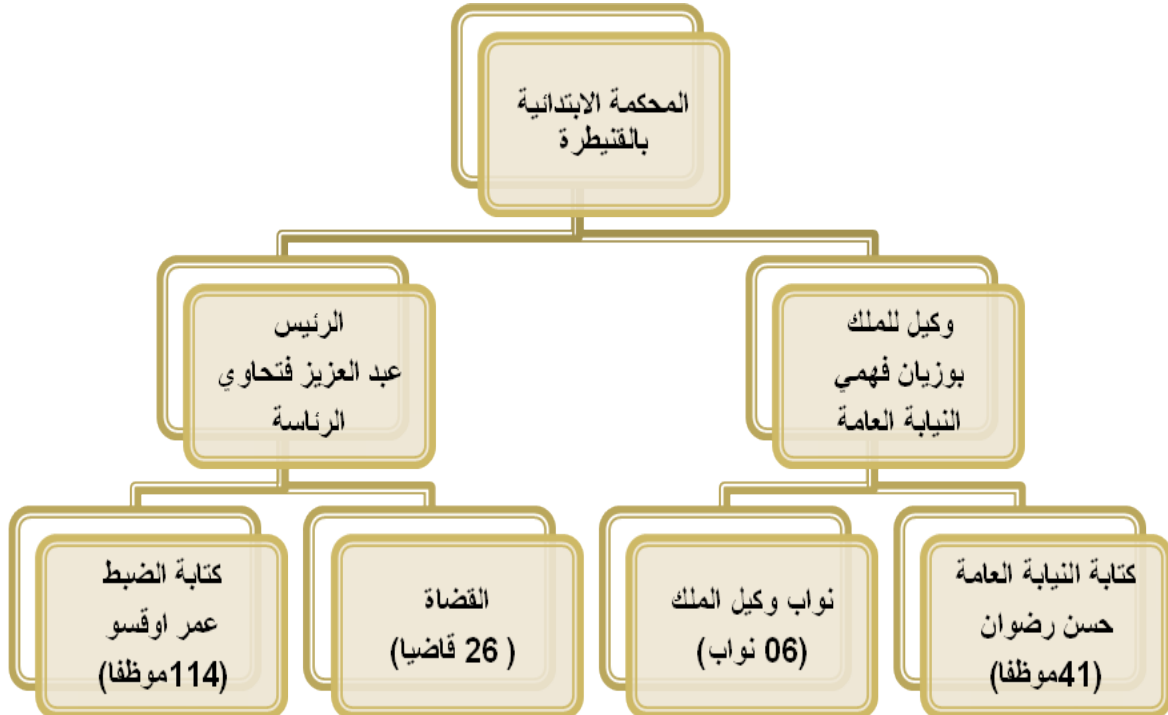 المحكمة الابتدائية
بالقنيطرة
وكيل للملك
بوزيان فهمي
النيابة العامة
الرئيس
عبد العزيز فتحاوي
الرئاسة
كتابة النيابة العامة
حسن رضوان
(41موظفا)
نواب وكيل الملك
(06 نواب)
القضاة
( 26 قاضيا)
كتابة الضبط
عمر اوقسو
(114موظفا)